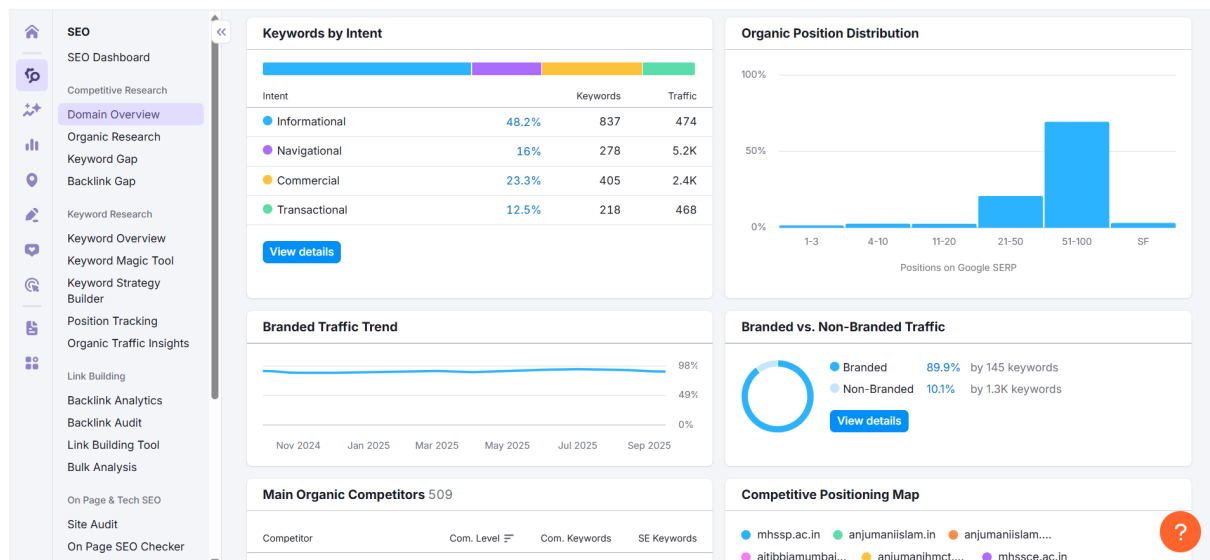 SEO
SEO Dashboard
Competitive Research
Domain Overview
Organic Research
Keyword Gap
Backlink Gap
Keyword Research
Keyword Overview
Keyword Magic Tool
Keyword Strategy
Builder
Position Tracking
Organic Traffic Insights
Link Building
Backlink Analytics
Backlink Audit
Link Building Tool
Bulk Analysis
On Page & Tech SEO
Site Audit
On Page SEO Checker
Keywords by Intent
Intent Keywords Traffic
Informational 48.2% 837 474
Navigational 16% 278 5.2K
Commercial 23.3% 405 2.4K
Transactional 12.5% 218 468
View details
Organic Position Distribution
100%
50%
0%
1-3 4-10 11-20 21-50 51-100 SF
Positions on Google SERP
Branded Traffic Trend
98%
49%
0%
Nov 2024 Jan 2025 Mar 2025 May 2025 Jul 2025 Sep 2025
Branded vs. Non-Branded Traffic
Branded 89.9% by 145 keywords
Non-Branded 10.1% by 1.3K keywords
View details
Main Organic Competitors 509
Competitor Com. Level Com. Keywords SE Keywords
Competitive Positioning Map
mhssp.ac.in anjumaniislam.in anjumaniislam....
aitibbiamumbai... anjumanihmct.... mhssce.ac.in
?